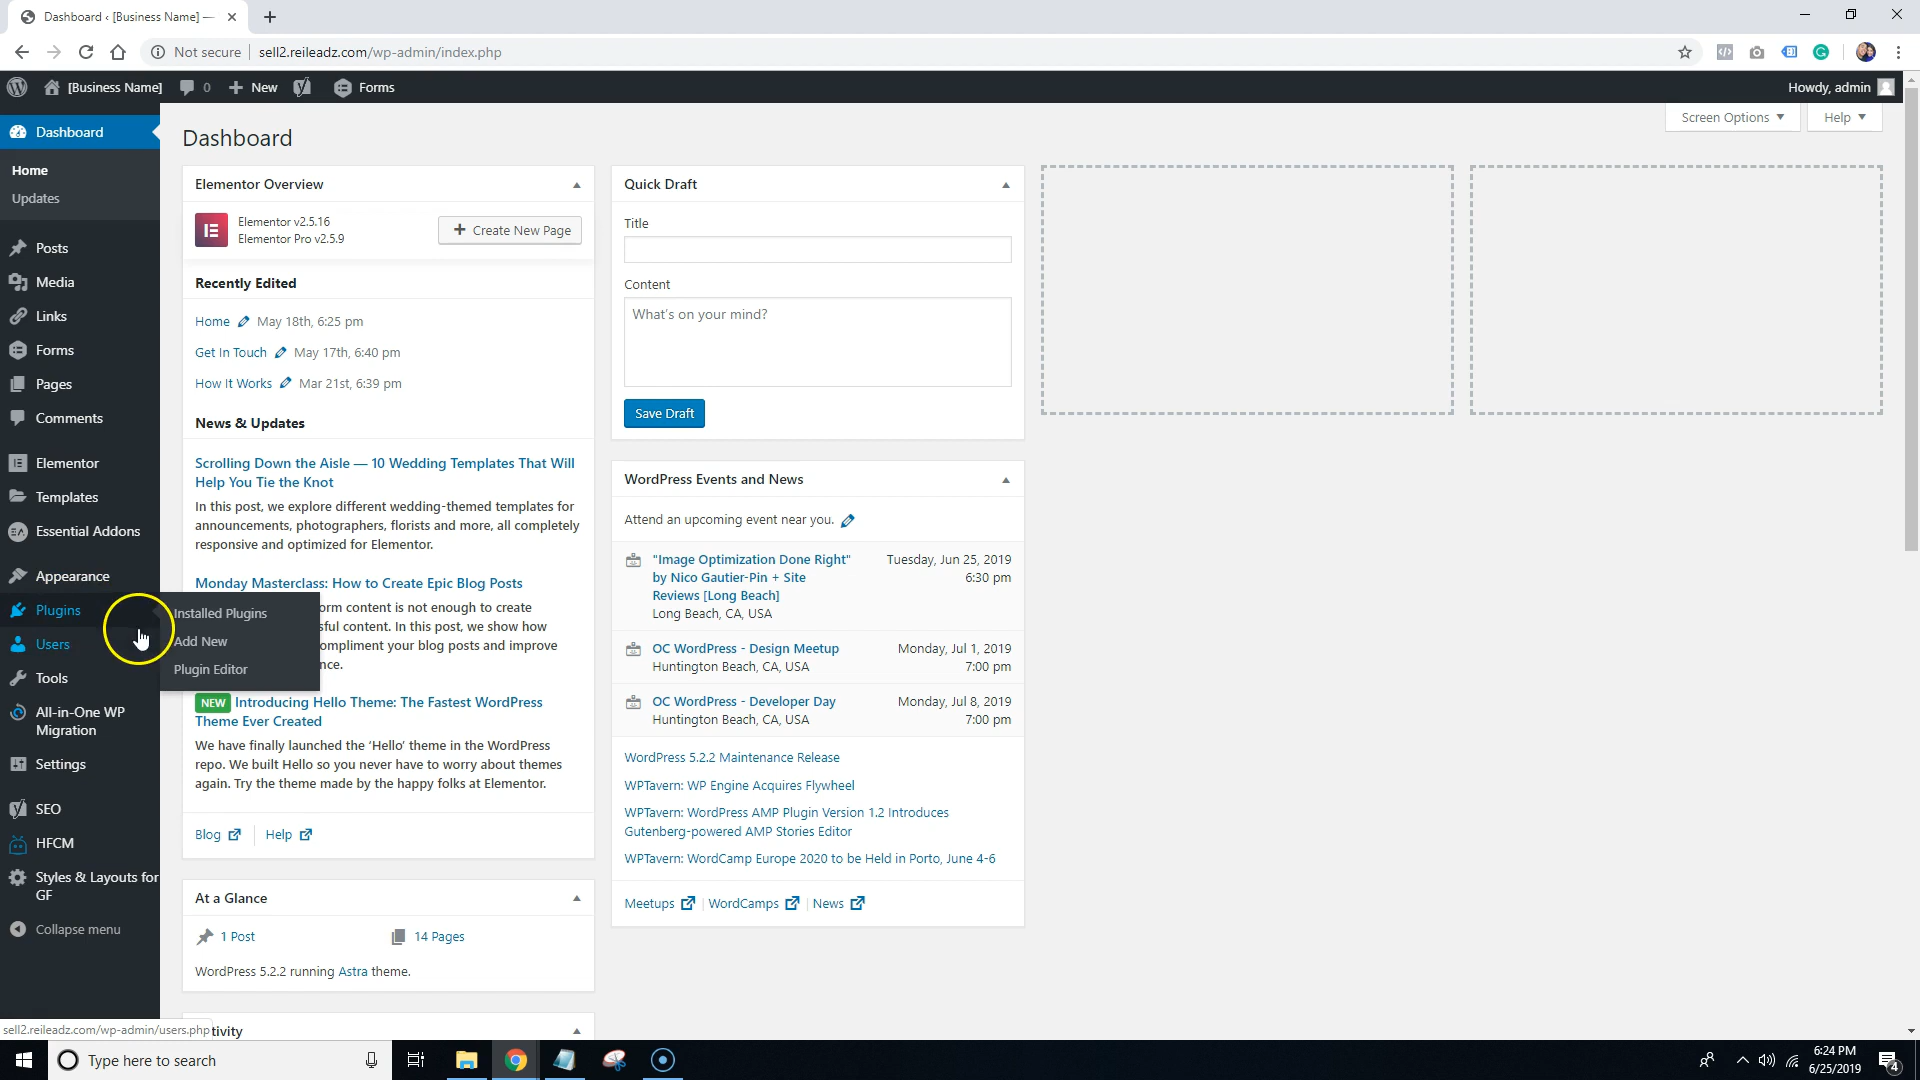 Dashboard ‹ [Business Name] —
Not secure
sell2.reileadz.com/wp-admin/index.php
[Business Name]
0
New
Forms
Howdy, admin
Dashboard
Home
Updates
Posts
Media
Links
Forms
Pages
Comments
Elementor
Templates
Essential Addons
Appearance
Plugins
Users
Tools
All-in-One WP
Migration
Settings
SEO
HFCM
Styles & Layouts for
GF
Collapse menu
Installed Plugins
Add New
Plugin Editor
Dashboard
Screen Options
Help
Elementor Overview
Elementor v2.5.16
Elementor Pro v2.5.9
Create New Page
Recently Edited
Home May 18th, 6:25 pm
Get In Touch May 17th, 6:40 pm
How It Works Mar 21st, 6:39 pm
News & Updates
Scrolling Down the Aisle — 10 Wedding Templates That Will
Help You Tie the Knot
In this post, we explore different wedding-themed templates for
announcements, photographers, florists and more, all completely
responsive and optimized for Elementor.
Monday Masterclass: How to Create Epic Blog Posts
orm content is not enough to create
sful content. In this post, we show how
ompliment your blog posts and improve
nce.
NEW Introducing Hello Theme: The Fastest WordPress
Theme Ever Created
We have finally launched the 'Hello' theme in the WordPress
repo. We built Hello so you never have to worry about themes
again. Try the theme made by the happy folks at Elementor.
Blog
Help
At a Glance
1 Post
14 Pages
WordPress 5.2.2 running Astra theme.
tivity
Quick Draft
Title
Content
What's on your mind?
Save Draft
WordPress Events and News
Attend an upcoming event near you.
"Image Optimization Done Right" Tuesday, Jun 25, 2019
by Nico Gautier-Pin + Site 6:30 pm
Reviews [Long Beach]
Long Beach, CA, USA
OC WordPress - Design Meetup Monday, Jul 1, 2019
Huntington Beach, CA, USA 7:00 pm
OC WordPress - Developer Day Monday, Jul 8, 2019
Huntington Beach, CA, USA 7:00 pm
WordPress 5.2.2 Maintenance Release
WPTavern: WP Engine Acquires Flywheel
WPTavern: WordPress AMP Plugin Version 1.2 Introduces
Gutenberg-powered AMP Stories Editor
WPTavern: WordCamp Europe 2020 to be Held in Porto, June 4-6
Meetups
WordCamps
News
sell2.reileadz.com/wp-admin/users.php
Type here to search
6:24 PM
6/25/2019
4